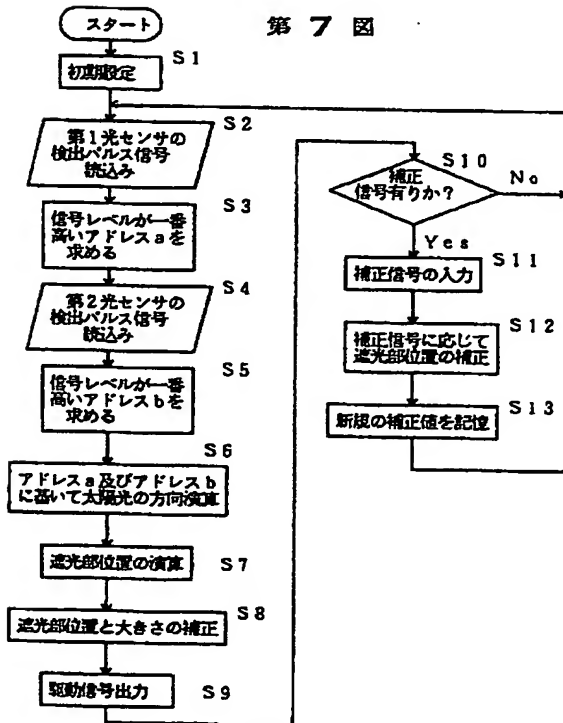 第7図
スタート
S1
初期設定
S2
第1光センサの
検出パルス信号
読込み
S3
信号レベルが一番
高いアドレスaを
求める
S4
第2光センサの
検出パルス信号
読込み
S5
信号レベルが一番
高いアドレスbを
求める
S6
アドレスa及びアドレスb
に基いて太陽光の方向演算
遮光部位置の演算
S7
S8
遮光部位置と大きさの補正
駆動信号出力
S9
S10
補正
信号有りか?
No
Yes
S11
補正信号の入力
S12
補正信号に応じて
遮光部位置の補正
S13
新規の補正値を記憶